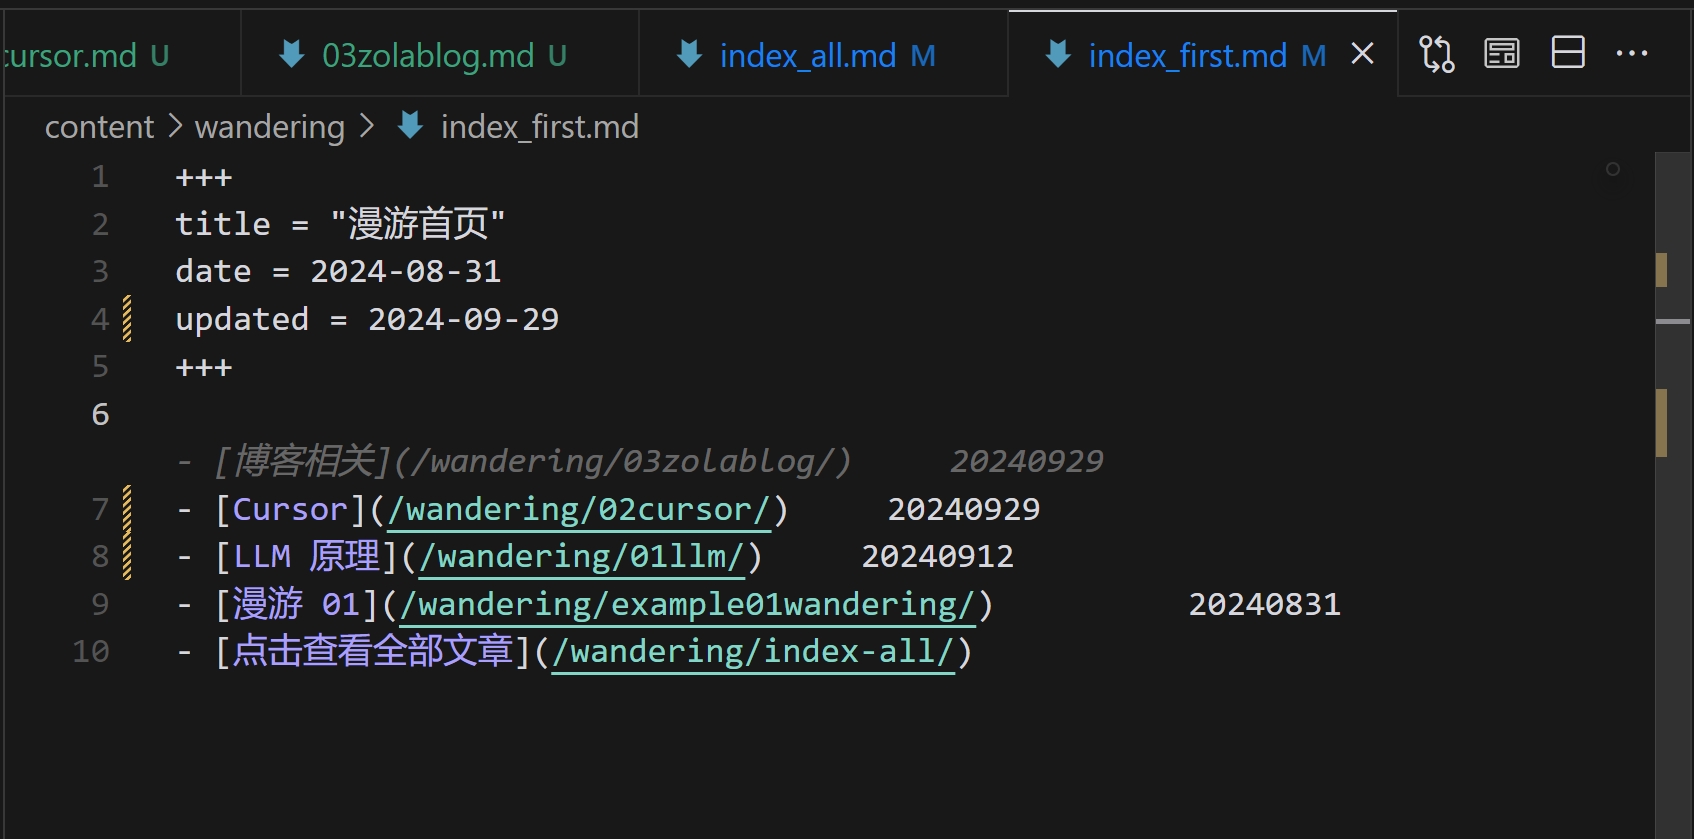 cursor.md U 03zolablog.md U index_all.md M index_first.md M
content > wandering > index_first.md
1 +++
2 title = "漫游首页"
3 date = 2024-08-31
4 updated = 2024-09-29
5 +++
6
- [博客相关](/wandering/03zolablog/) 20240929
7 - [Cursor](/wandering/02cursor/) 20240929
8 - [LLM 原理](/wandering/01llm/) 20240912
9 - [漫游 01](/wandering/example01wandering/) 20240831
10 - [点击查看全部文章](/wandering/index-all/)